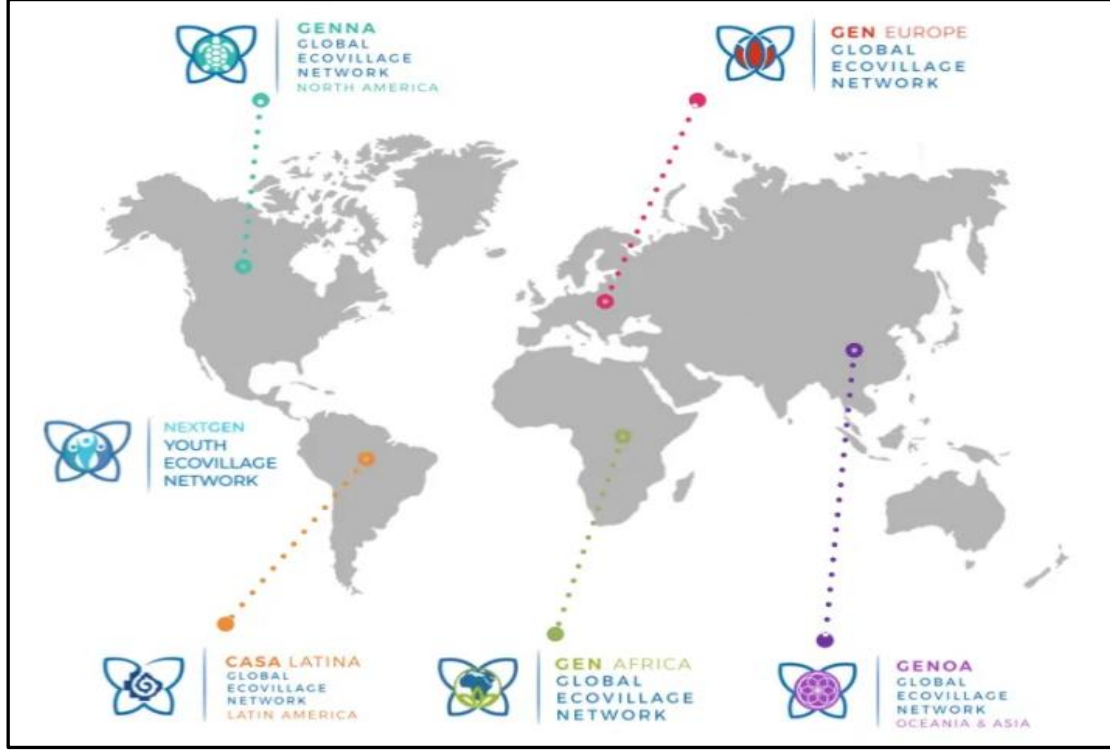 GENNA
GLOBAL
ECOVILLAGE
NETWORK
NORTH AMERICA
GEN EUROPE
GLOBAL
ECOVILLAGE
NETWORK
NEXTGEN
YOUTH
ECOVILLAGE
NETWORK
CASA LATINA
GLOBAL
ECOVILLAGE
NETWORK
LATIN AMERICA
GEN AFRICA
GLOBAL
ECOVILLAGE
NETWORK
GENOA
GLOBAL
ECOVILLAGE
NETWORK
OCEANIA & ASIA